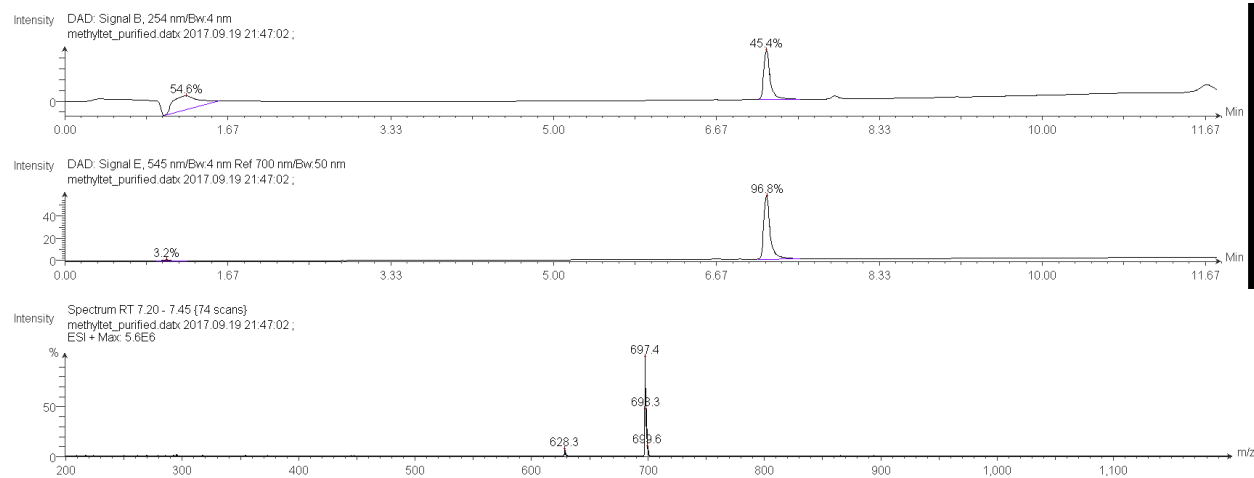 Intensity DAD: Signal B, 254 nm/Bw:4 nm
methyltet_purified.datx 2017.09.19 21:47:02 ;
54.6% 45.4%
0
Min
0.00 1.67 3.33 5.00 6.67 8.33 10.00 11.67
Intensity DAD: Signal E, 545 nm/Bw:4 nm Ref 700 nm/Bw:50 nm
methyltet_purified.datx 2017.09.19 21:47:02 ;
96.8%
40
20
3.2%
0
Min
0.00 1.67 3.33 5.00 6.67 8.33 10.00 11.67
Spectrum RT 7.20 - 7.45 {74 scans}
Intensity methyltet_purified.datx 2017.09.19 21:47:02 ;
ESI + Max: 5.6E6
%
697.4
50
698.3
699.6
628.3
0
m/z
200 300 400 500 600 700 800 900 1,000 1,100